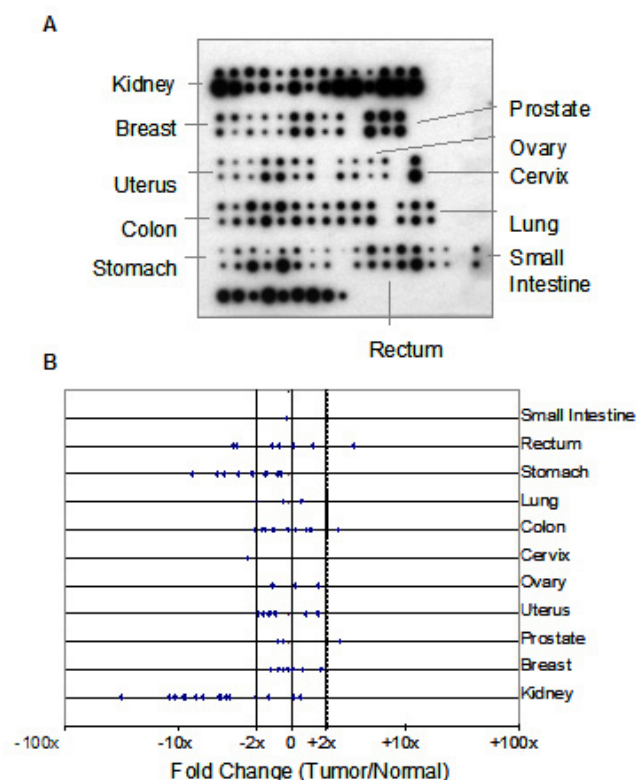 A
Kidney
Breast
Uterus
Colon
Stomach
Prostate
Ovary
Cervix
Lung
Small
Intestine
Rectum
B
Small Intestine
Rectum
Stomach
Lung
Colon
Cervix
Ovary
Uterus
Prostate
Breast
Kidney
-100x -10x -2x 0 +2x +10x +100x
Fold Change (Tumor/Normal)